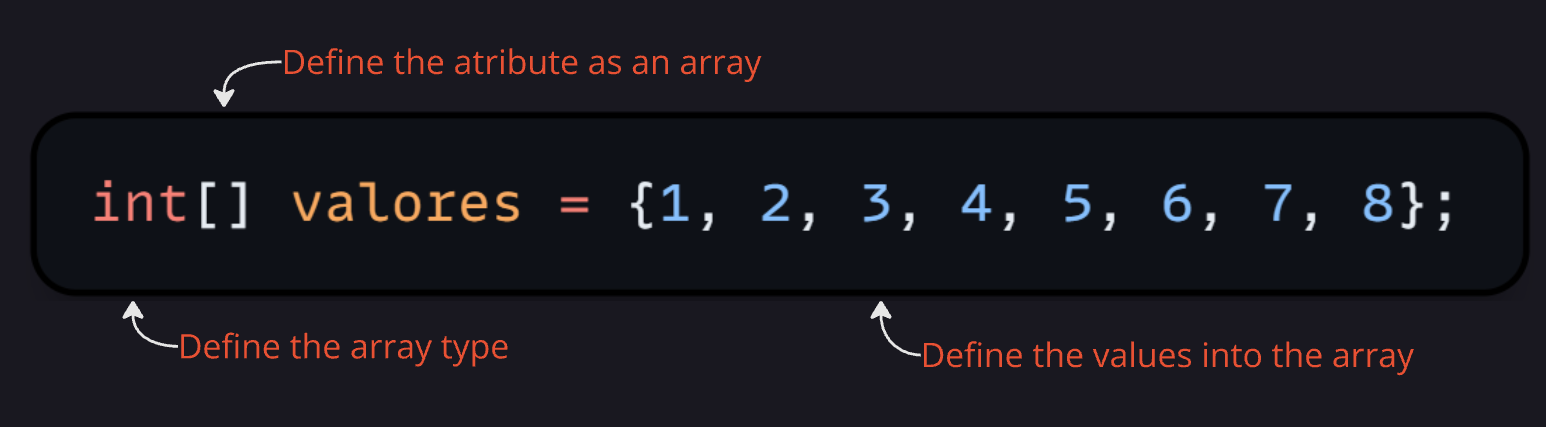 Define the atribute as an array
int[] valores = {1, 2, 3, 4, 5, 6, 7, 8};
Define the array type
Define the values into the array